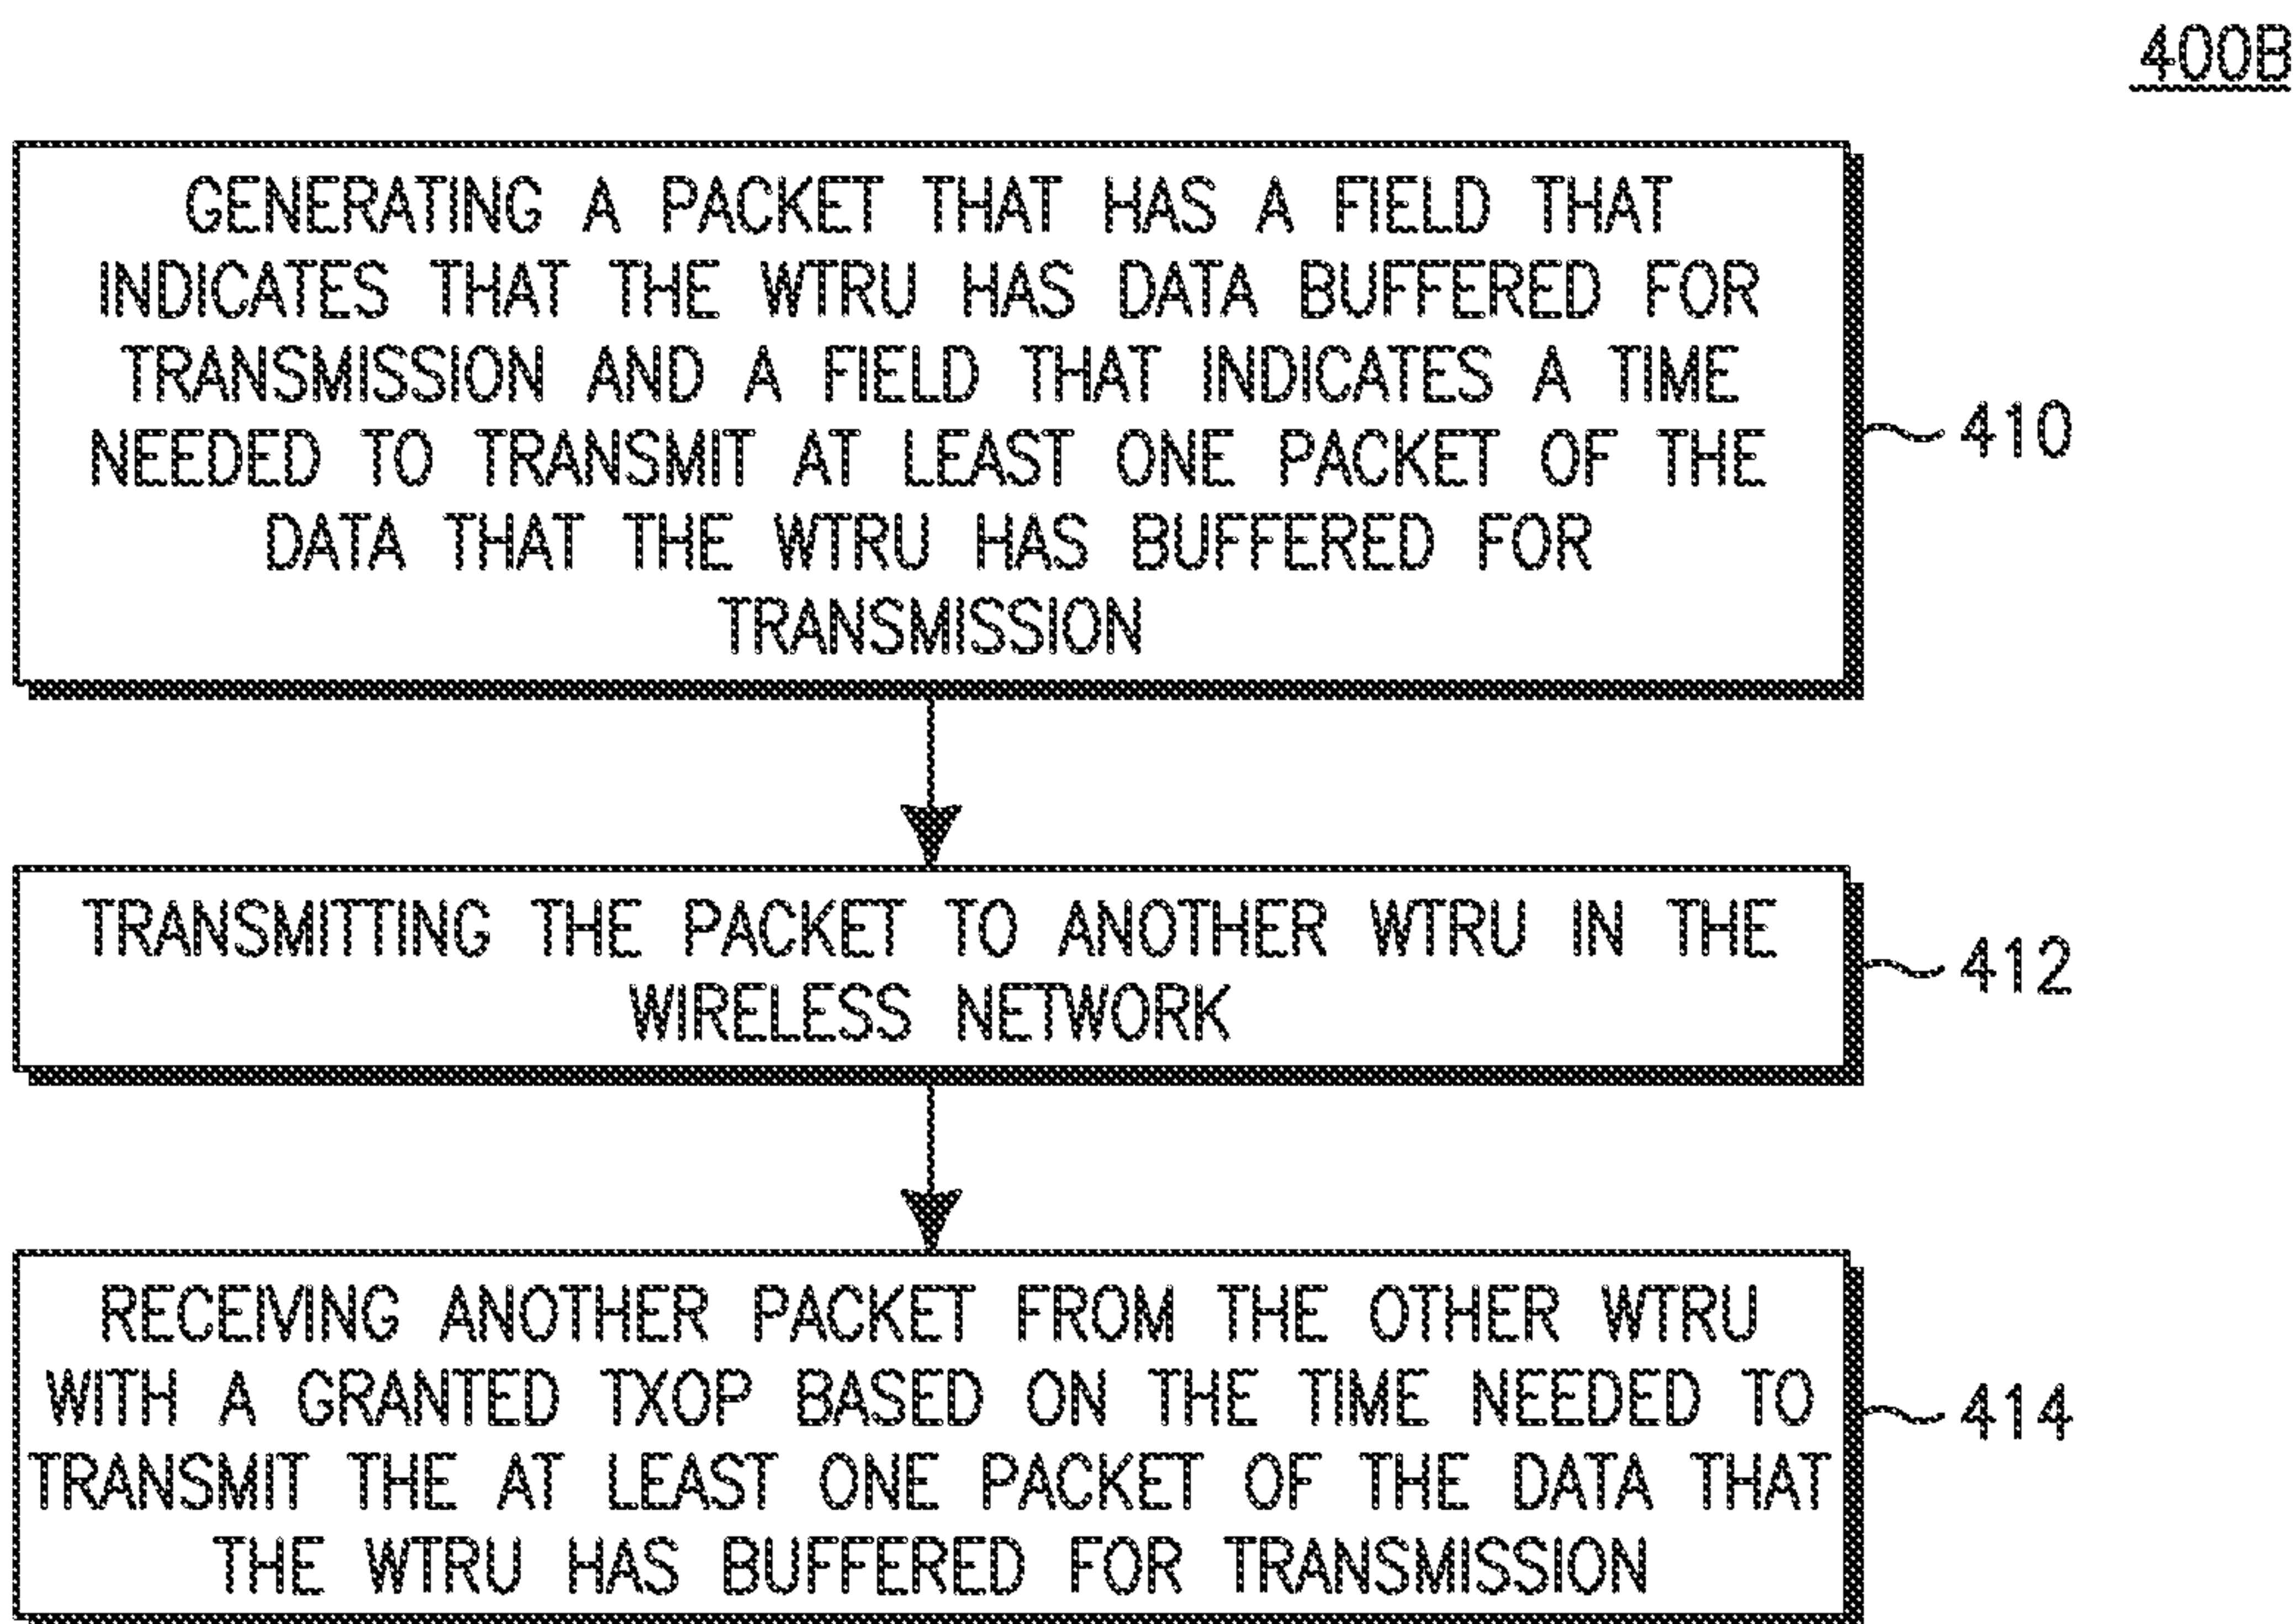 400B
GENERATING A PACKET THAT HAS A FIELD THAT
INDICATES THAT THE WTRU HAS DATA BUFFERED FOR
TRANSMISSION AND A FIELD THAT INDICATES A TIME
NEEDED TO TRANSMIT AT LEAST ONE PACKET OF THE
DATA THAT THE WTRU HAS BUFFERED FOR
TRANSMISSION
410
TRANSMITTING THE PACKET TO ANOTHER WTRU IN THE
WIRELESS NETWORK
412
RECEIVING ANOTHER PACKET FROM THE OTHER WTRU
WITH A GRANTED TXOP BASED ON THE TIME NEEDED TO
TRANSMIT THE AT LEAST ONE PACKET OF THE DATA THAT
THE WTRU HAS BUFFERED FOR TRANSMISSION
414